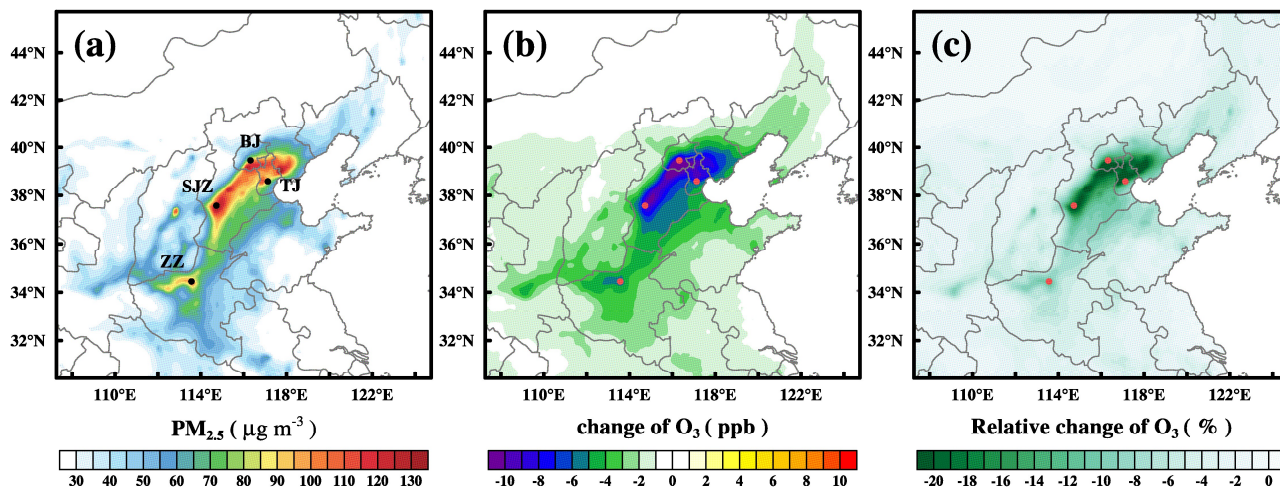 (a)
(b)
(c)
44°N
42°N
40°N
38°N
36°N
34°N
32°N
BJ
SJZ
TJ
ZZ
110°E 114°E 118°E 122°E
44°N
42°N
40°N
38°N
36°N
34°N
32°N
110°E 114°E 118°E 122°E
44°N
42°N
40°N
38°N
36°N
34°N
32°N
110°E 114°E 118°E 122°E
PM2.5 ( μg m-3)
30 40 50 60 70 80 90 100 110 120 130
change of O3 ( ppb )
-10 -8 -6 -4 -2 0 2 4 6 8 10
Relative change of O3 ( % )
-20 -18 -16 -14 -12 -10 -8 -6 -4 -2 0